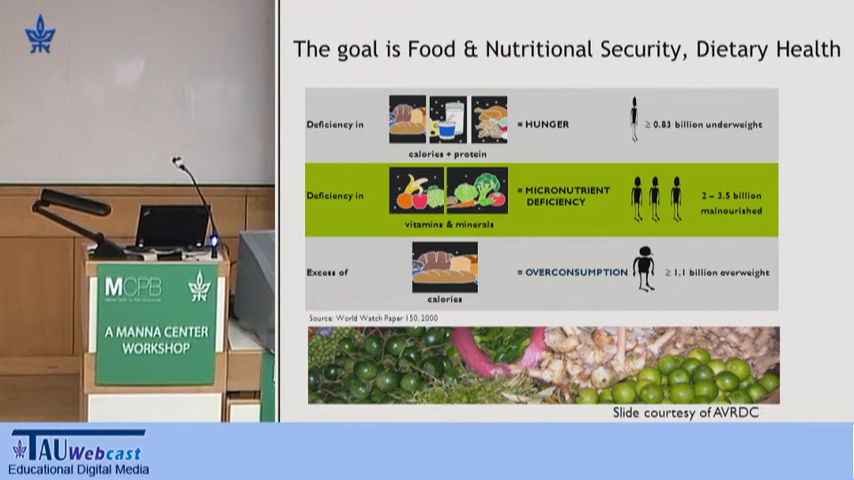 The goal is Food & Nutritional Security, Dietary Health
Deficiency in
calories + protein
= HUNGER
≥ 0.83 billion underweight
Deficiency in
vitamins & minerals
= MICRONUTRIENT
DEFICIENCY
2 – 3.5 billion
malnourished
Excess of
calories
= OVERCONSUMPTION
≥ 1.1 billion overweight
Source: World Watch Paper 150, 2000
Slide courtesy of AVRDC
MCPB
A MANNA CENTER
WORKSHOP
TAU Webcast
Educational Digital Media